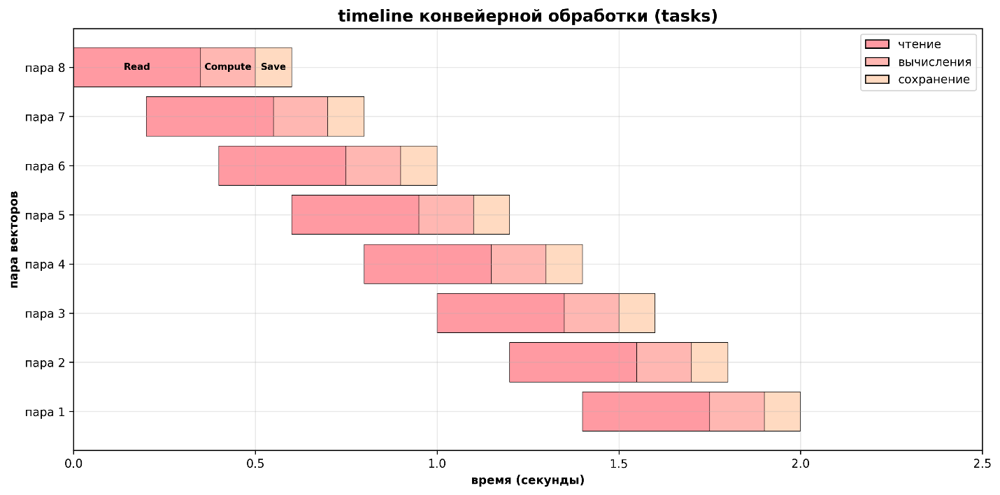 timeline конвейерной обработки (tasks)
чтение
вычисления
сохранение
пара векторов
пара 8
Read Compute Save
пара 7
пара 6
пара 5
пара 4
пара 3
пара 2
пара 1
0.0 0.5 1.0 1.5 2.0 2.5
время (секунды)